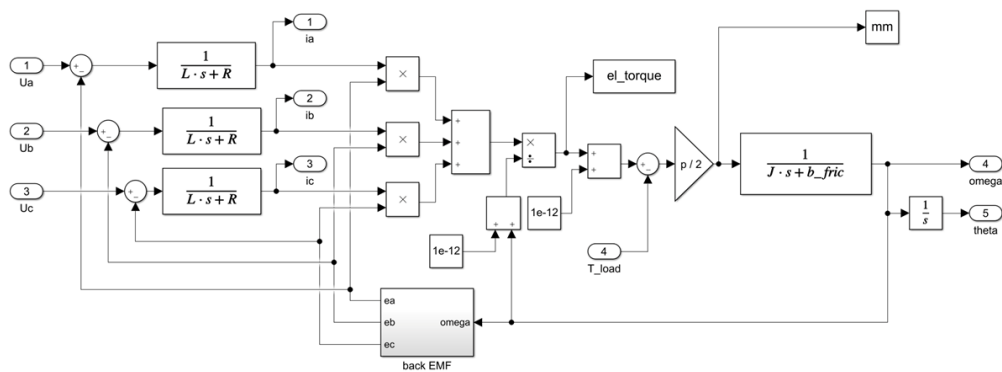 1
Ua
+
-
1
L · s + R
1
ia
×
mm
2
Ub
+
-
1
L · s + R
2
ib
×
+
+
+
×
÷
el_torque
+
+
+
-
p / 2
1
J · s + b_fric
4
omega
3
Uc
+
-
1
L · s + R
3
ic
×
+
+
1e-12
1e-12
1
s
5
theta
4
T_load
ea
eb
ec
omega
back EMF